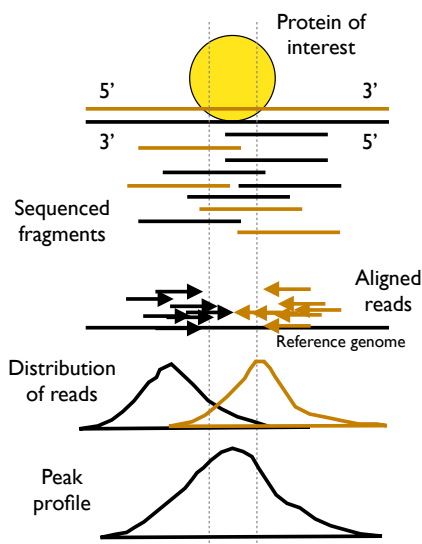 Protein of
interest
5’ 3’
3’ 5’
Sequenced
fragments
Aligned
reads
Reference genome
Distribution
of reads
Peak
profile